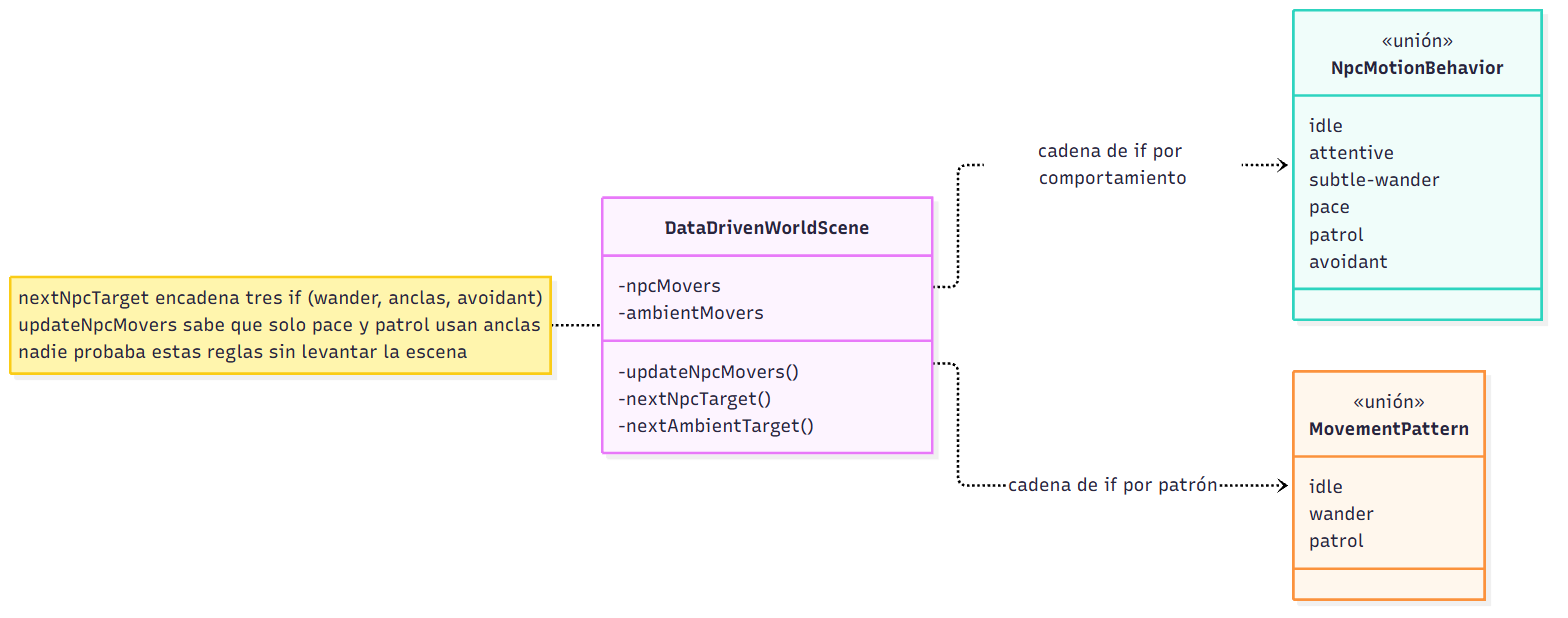 «unión»
NpcMotionBehavior
idle
attentive
subtle-wander
pace
patrol
avoidant
cadena de if por
comportamiento
DataDrivenWorldScene
-npcMovers
-ambientMovers
-updateNpcMovers()
-nextNpcTarget()
-nextAmbientTarget()
nextNpcTarget encadena tres if (wander, anclas, avoidant)
updateNpcMovers sabe que solo pace y patrol usan anclas
nadie probaba estas reglas sin levantar la escena
cadena de if por patrón
«unión»
MovementPattern
idle
wander
patrol